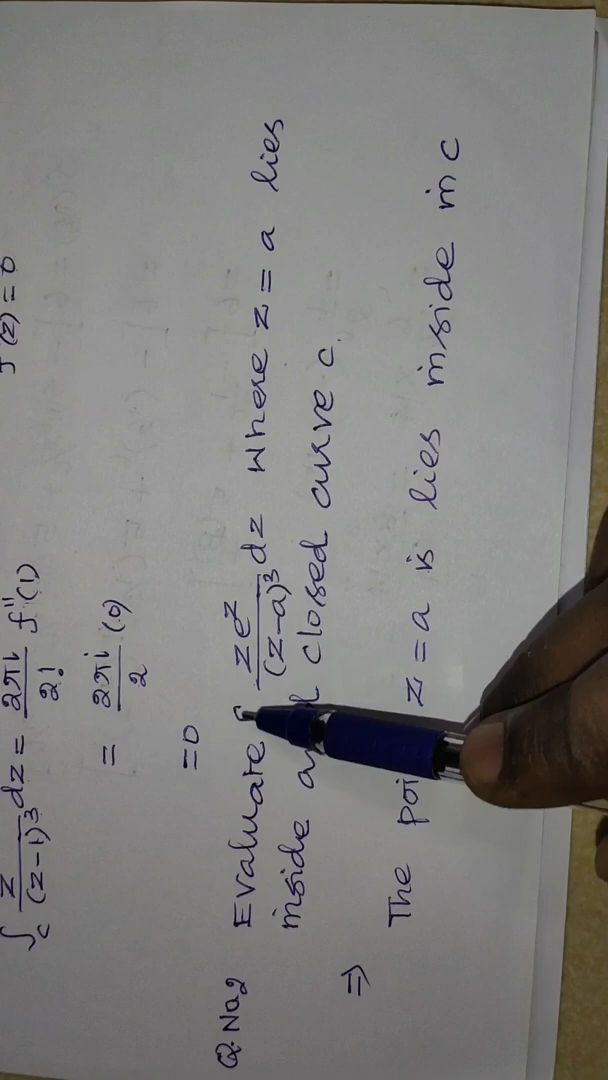 ∫c z/(z-1)³ dz = 2πi/2! f''(1) f''(z) = 0
= 2πi/2 (0)
= 0
Q.No.2 Evaluate ze^z/(z-a)³ dz where z = a lies
inside closed curve c.
⇒ The z = a is lies inside in c